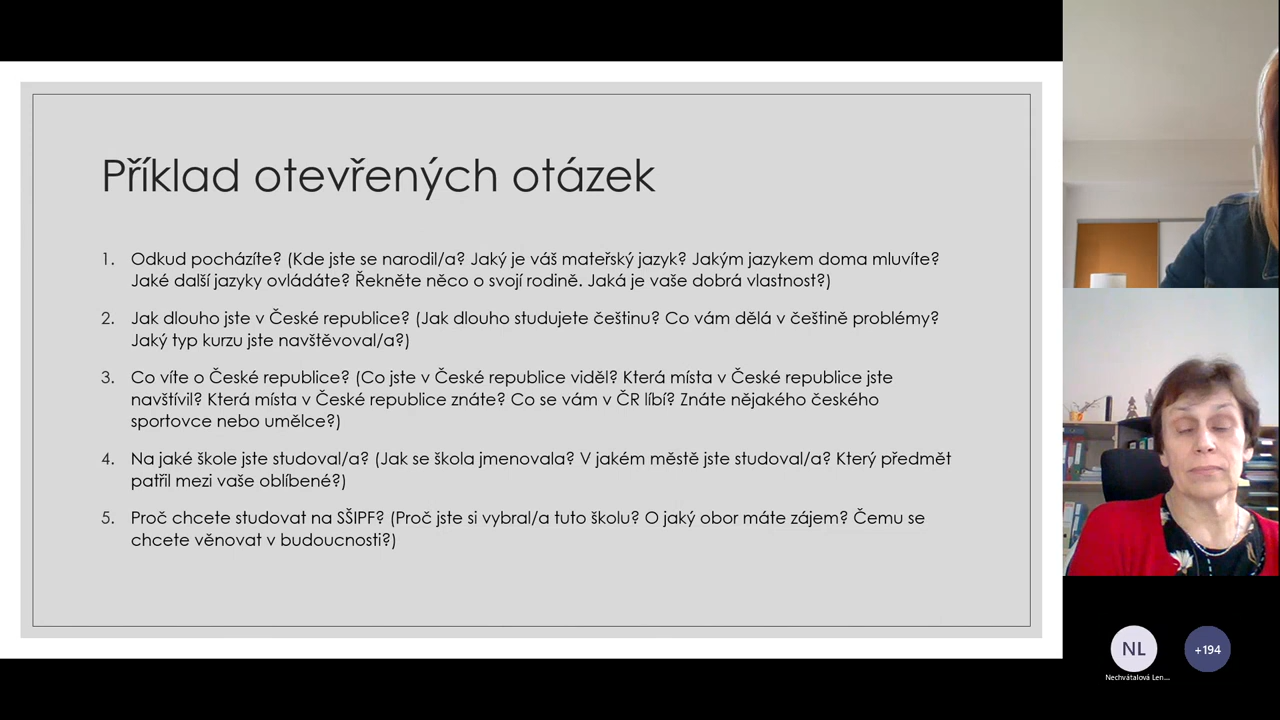 Příklad otevřených otázek
1. Odkud pocházíte? (Kde jste se narodil/a? Jaký je váš mateřský jazyk? Jakým jazykem doma mluvíte?
Jaké další jazyky ovládáte? Řekněte něco o svojí rodině. Jaká je vaše dobrá vlastnost?)
2. Jak dlouho jste v České republice? (Jak dlouho studujete češtinu? Co vám dělá v češtině problémy?
Jaký typ kurzu jste navštěvoval/a?)
3. Co víte o České republice? (Co jste v České republice viděl? Která místa v České republice jste
navštívil? Která místa v České republice znáte? Co se vám v ČR líbí? Znáte nějakého českého
sportovce nebo umělce?)
4. Na jaké škole jste studoval/a? (Jak se škola jmenovala? V jakém městě jste studoval/a? Který předmět
patřil mezi vaše oblíbené?)
5. Proč chcete studovat na SŠIPF? (Proč jste si vybral/a tuto školu? O jaký obor máte zájem? Čemu se
chcete věnovat v budoucnosti?)
NL
+194
Nechvátalová Len...